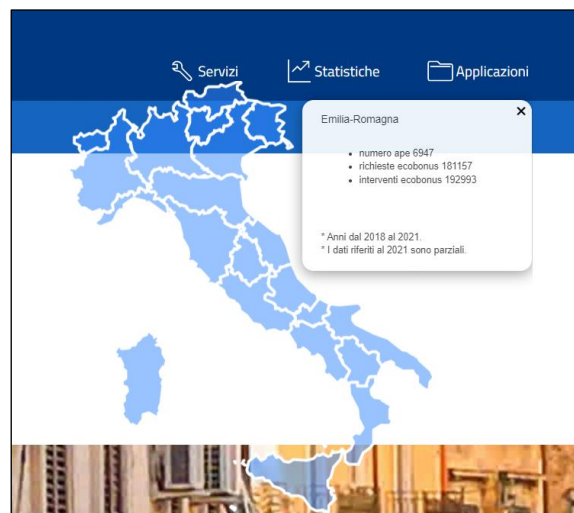 Servizi Statistiche Applicazioni
×
Emilia-Romagna
• numero ape 6947
• richieste ecobonus 181157
• interventi ecobonus 192993
* Anni dal 2018 al 2021.
* I dati riferiti al 2021 sono parziali.